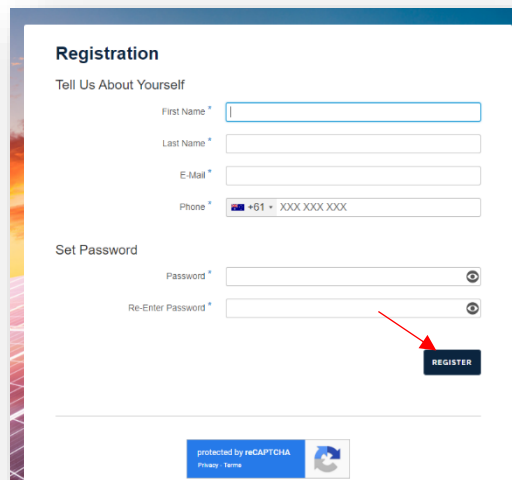 Registration
Tell Us About Yourself
First Name *
Last Name *
E-Mail *
Phone * +61 XXX XXX XXX
Set Password
Password *
Re-Enter Password *
REGISTER
protected by reCAPTCHA
Privacy - Terms